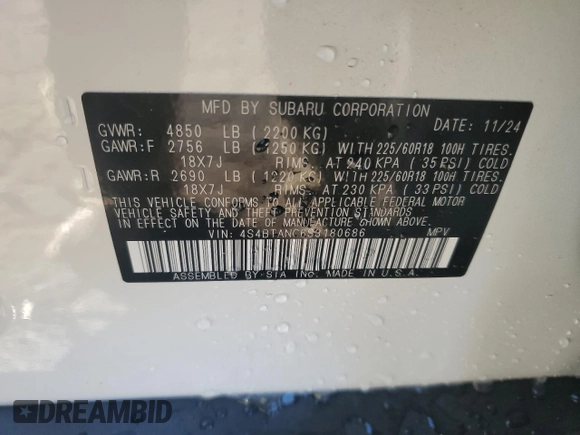 MFD BY SUBARU CORPORATION
GVWR: 4850 LB (2200 KG) DATE: 11/24
GAWR:F 2756 LB (1250 KG) WITH 225/60R18 100H TIRES.
18X7J RIMS, AT 240 KPA (35 PSI) COLD
GAWR:R 2690 LB (1220 KG) WITH 225/60R18 100H TIRES.
18X7J RIMS, AT 230 KPA (33 PSI) COLD
THIS VEHICLE CONFORMS TO ALL APPLICABLE FEDERAL MOTOR
VEHICLE SAFETY AND THEFT PREVENTION STANDARDS
IN EFFECT ON THE DATE OF MANUFACTURE SHOWN ABOVE.
VIN: MPV
ASSEMBLED BY SIA INC. MADE IN U.S.A.
DREAMBID